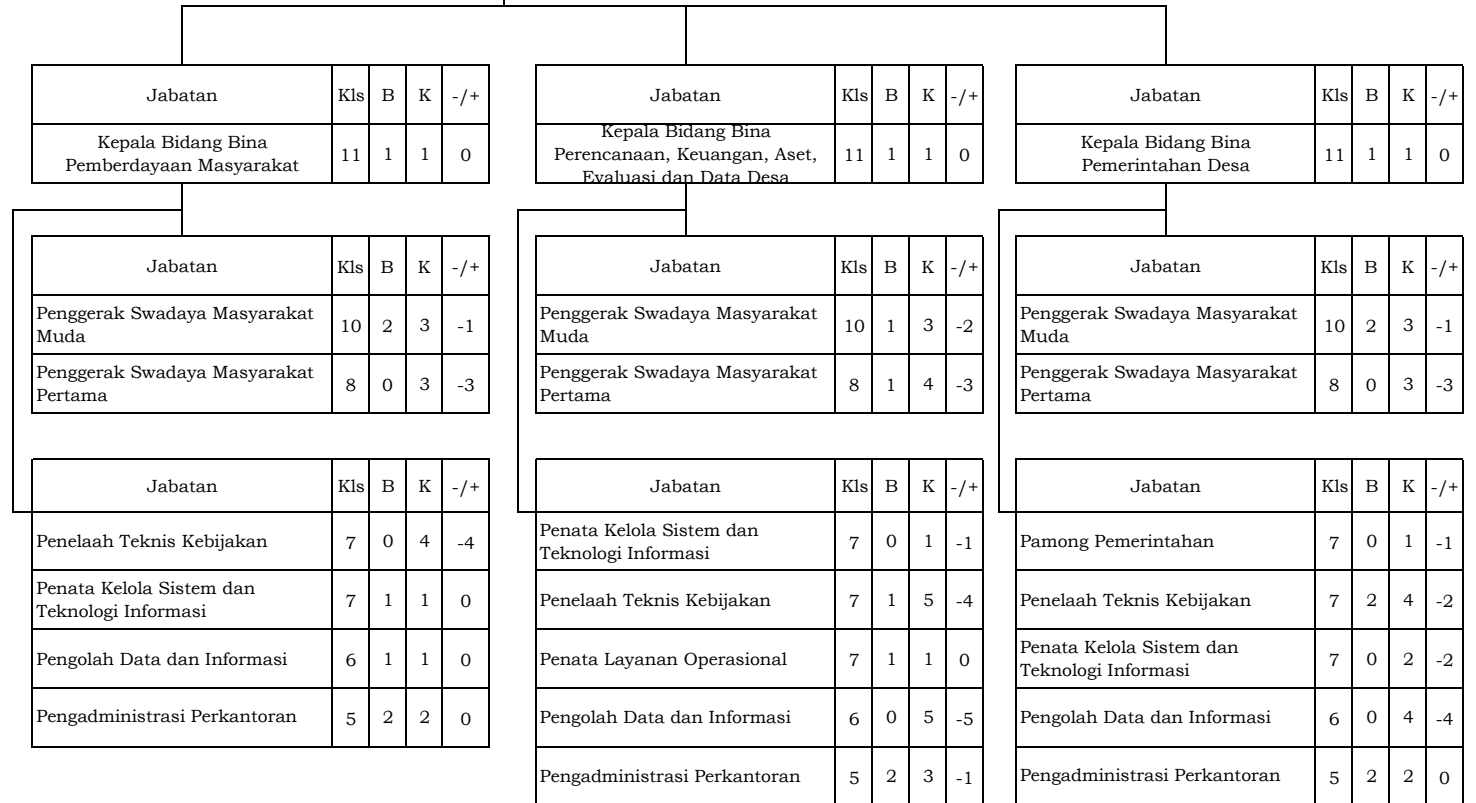 Jabatan Kls B K -/+
Kepala Bidang Bina
Pemberdayaan Masyarakat 11 1 1 0
Jabatan Kls B K -/+
Penggerak Swadaya Masyarakat
Muda 10 2 3 -1
Penggerak Swadaya Masyarakat
Pertama 8 0 3 -3
Jabatan Kls B K -/+
Penelaah Teknis Kebijakan 7 0 4 -4
Penata Kelola Sistem dan
Teknologi Informasi 7 1 1 0
Pengolah Data dan Informasi 6 1 1 0
Pengadministrasi Perkantoran 5 2 2 0
Jabatan Kls B K -/+
Kepala Bidang Bina
Perencanaan, Keuangan, Aset,
Evaluasi dan Data Desa 11 1 1 0
Jabatan Kls B K -/+
Penggerak Swadaya Masyarakat
Muda 10 1 3 -2
Penggerak Swadaya Masyarakat
Pertama 8 1 4 -3
Jabatan Kls B K -/+
Penata Kelola Sistem dan
Teknologi Informasi 7 0 1 -1
Penelaah Teknis Kebijakan 7 1 5 -4
Penata Layanan Operasional 7 1 1 0
Pengolah Data dan Informasi 6 0 5 -5
Pengadministrasi Perkantoran 5 2 3 -1
Jabatan Kls B K -/+
Kepala Bidang Bina
Pemerintahan Desa 11 1 1 0
Jabatan Kls B K -/+
Penggerak Swadaya Masyarakat
Muda 10 2 3 -1
Penggerak Swadaya Masyarakat
Pertama 8 0 3 -3
Jabatan Kls B K -/+
Pamong Pemerintahan 7 0 1 -1
Penelaah Teknis Kebijakan 7 2 4 -2
Penata Kelola Sistem dan
Teknologi Informasi 7 0 2 -2
Pengolah Data dan Informasi 6 0 4 -4
Pengadministrasi Perkantoran 5 2 2 0